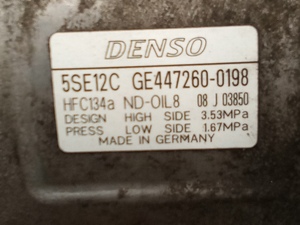 DENSO
5SE12C GE447260-0198
HFC134a ND-OIL8 08 J 03850
DESIGN HIGH SIDE 3.53MPa
PRESS LOW SIDE 1.67MPa
MADE IN GERMANY